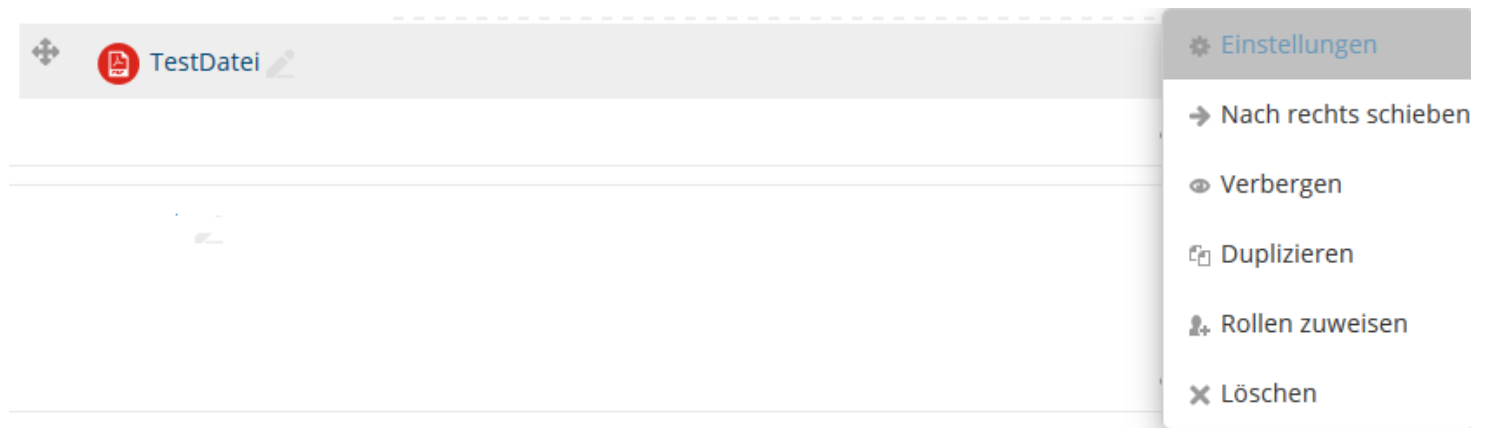 TestDatei
Einstellungen
Nach rechts schieben
Verbergen
Duplizieren
Rollen zuweisen
Löschen